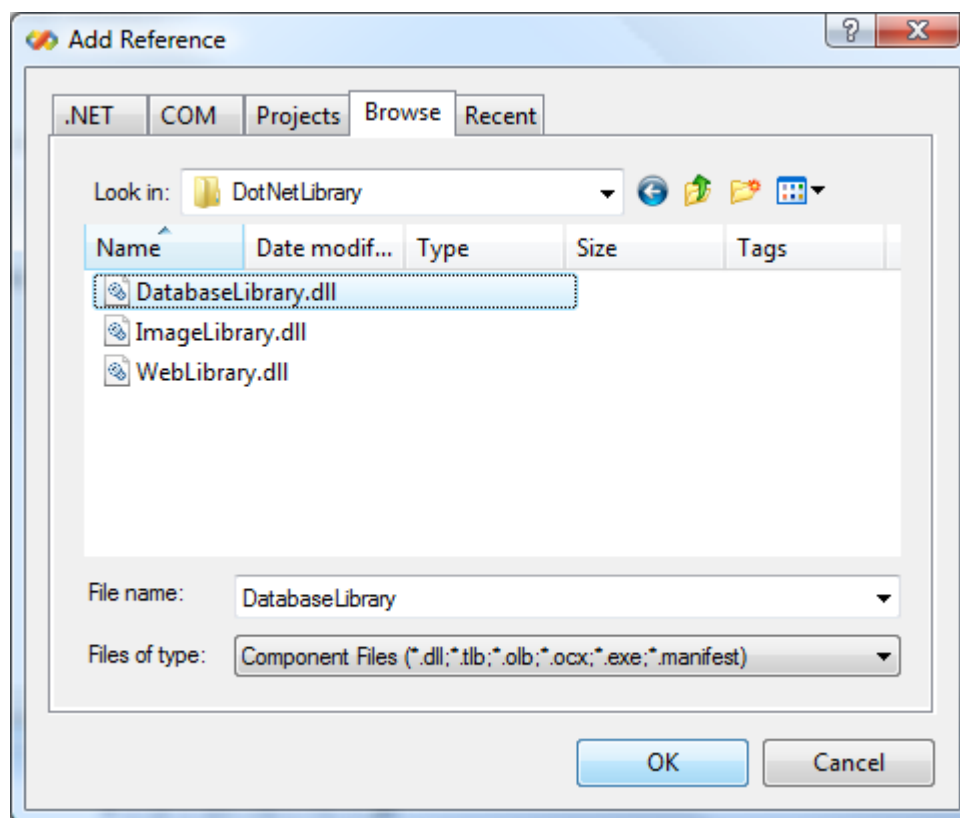 Add Reference
?
.NET COM Projects Browse Recent
Look in: DotNetLibrary
Name Date modif... Type Size Tags
DatabaseLibrary.dll
ImageLibrary.dll
WebLibrary.dll
File name: DatabaseLibrary
Files of type: Component Files (*.dll;*.tlb;*.olb;*.ocx;*.exe;*.manifest)
OK Cancel